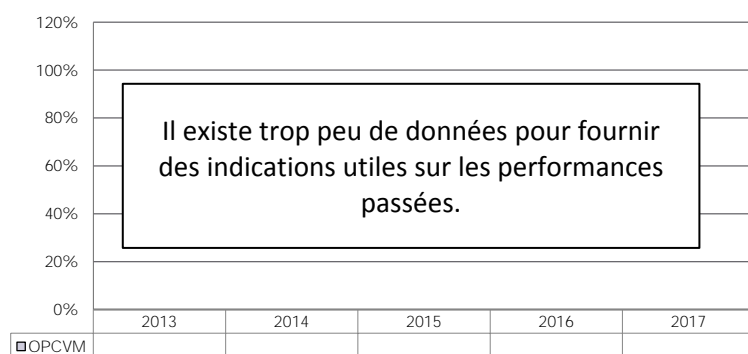 120%
100%
80%
60%
40%
20%
0%
Il existe trop peu de données pour fournir
des indications utiles sur les performances
passées.
2013 2014 2015 2016 2017
OPCVM